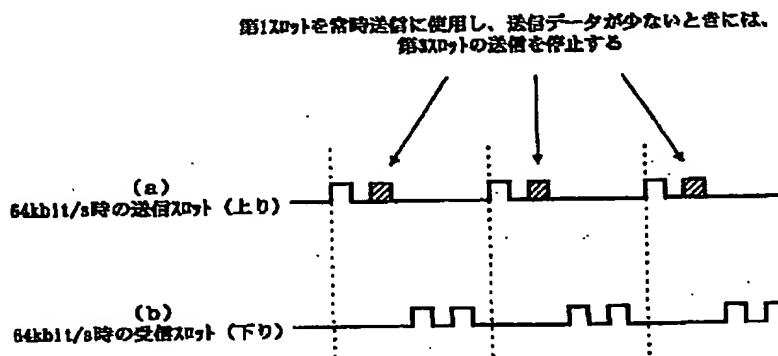 第1スロットを常時送信に使用し、送信データが少ないときには、
第3スロットの送信を停止する
(a)
64kbit/s時の送信スロット(上り)
(b)
64kbit/s時の受信スロット(下り)